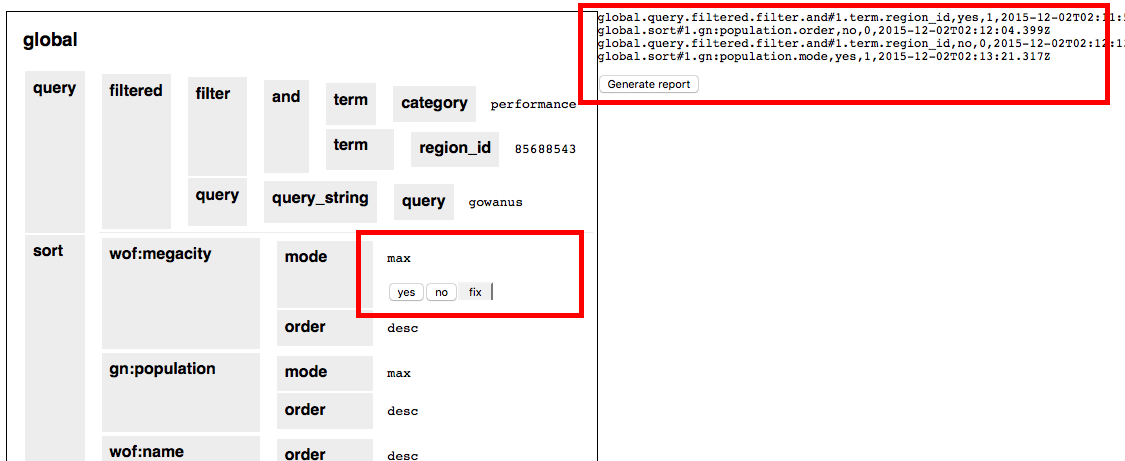 global
query filtered filter and term category performance
term region_id 85688543
query query_string query gowanus
sort wof:megacity mode max
yes no fix
order desc
gn:population mode max
order desc
wof:name order desc
global.query.filtered.filter.and#1.term.region_id,yes,1,2015-12-02T02:11:5
global.sort#1.gn:population.order,no,0,2015-12-02T02:12:04.399Z
global.query.filtered.filter.and#1.term.region_id,no,0,2015-12-02T02:12:1
global.sort#1.gn:population.mode,yes,1,2015-12-02T02:13:21.317Z
Generate report